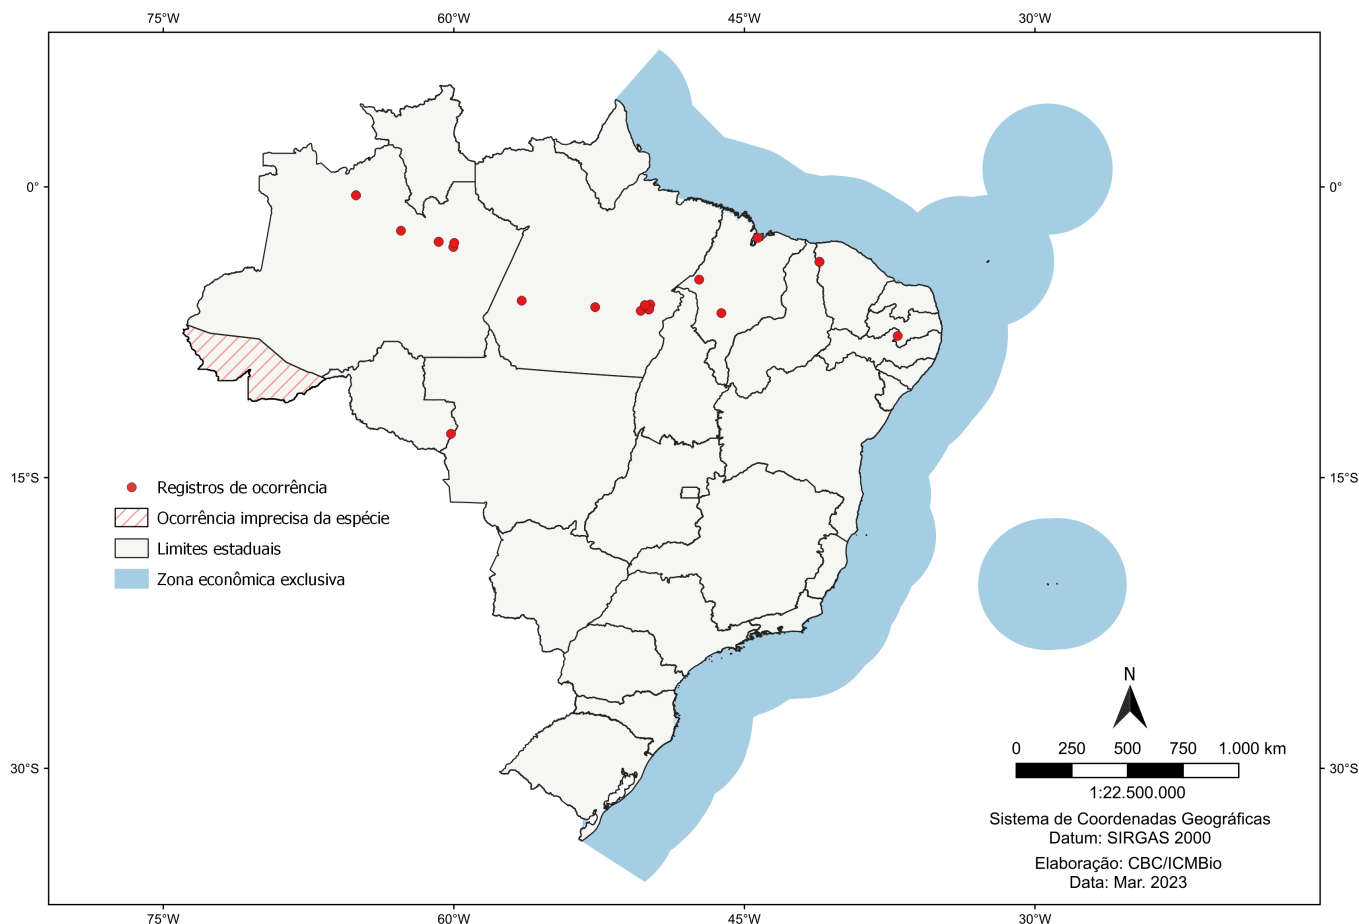 75°W 60°W 45°W 30°W
0° 0°
15°S 15°S
Registros de ocorrência
Ocorrência imprecisa da espécie
Limites estaduais
Zona econômica exclusiva
N
0 250 500 750 1.000 km
30°S 30°S
1:22.500.000
Sistema de Coordenadas Geográficas
Datum: SIRGAS 2000
Elaboração: CBC/ICMBio
Data: Mar. 2023
75°W 60°W 45°W 30°W